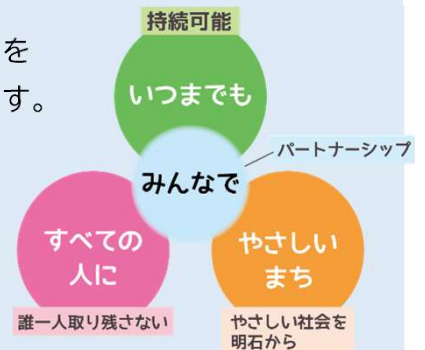 を
す。
持続可能
いつまでも
パートナーシップ
みんなで
すべての
人に
誰一人取り残さない
やさしい
まち
やさしい社会を
明石から